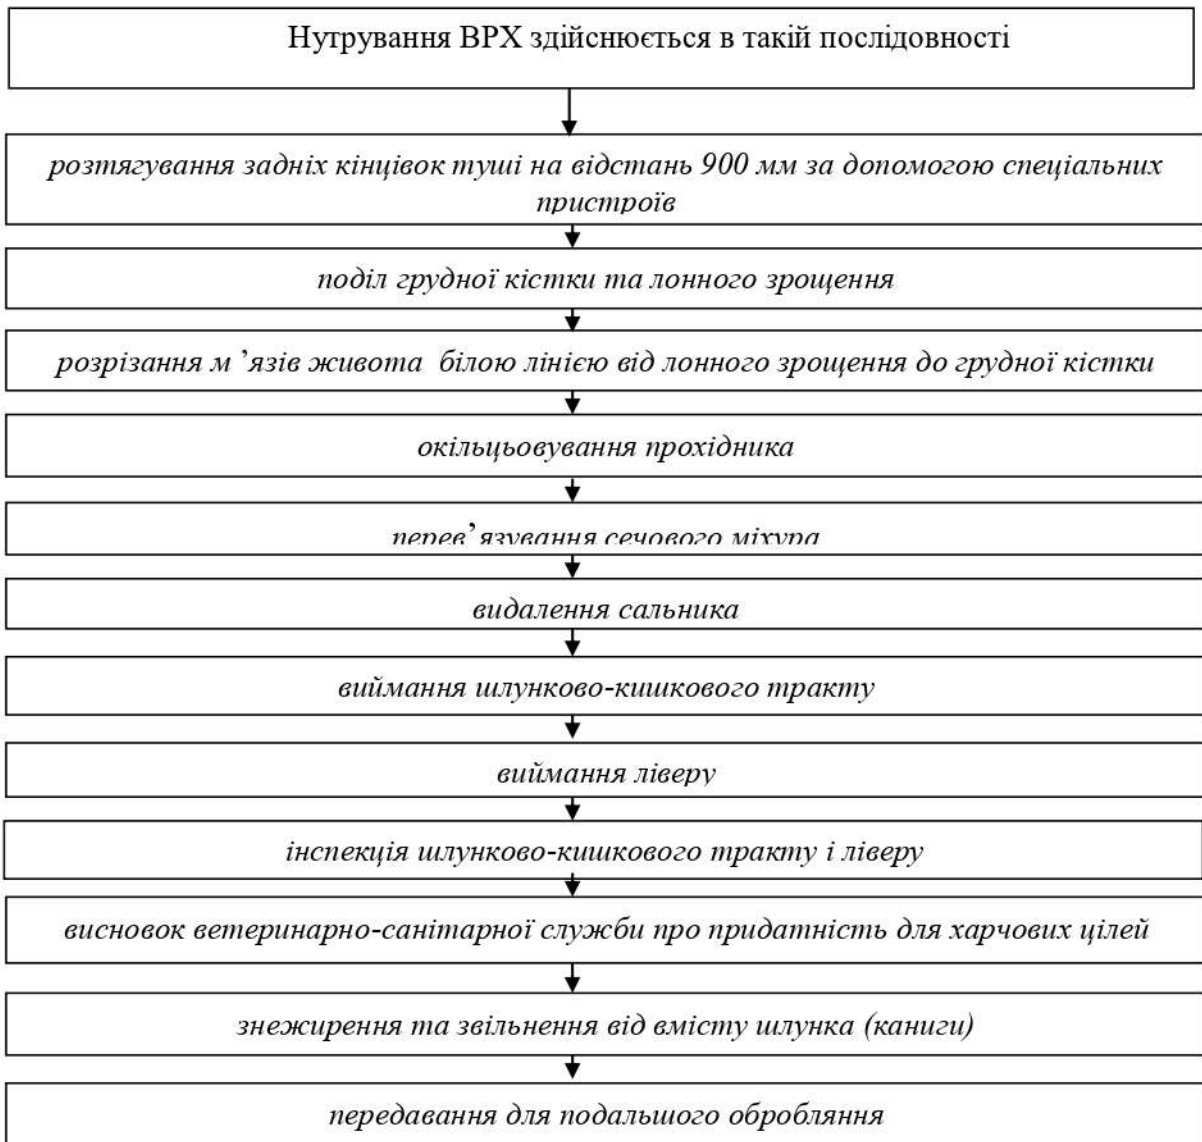 Нутрування ВРХ здійснюється в такій послідовності
розтягування задніх кінцівок туші на відстань 900 мм за допомогою спеціальних
пристроїв
поділ грудної кістки та лонного зрощення
розрізання м ’язів живота  білою лінією від лонного зрощення до грудної кістки
окільцьовування прохідника
перев’язування сечового міхура
видалення сальника
виймання шлунково-кишкового тракту
виймання ліверу
інспекція шлунково-кишкового тракту і ліверу
висновок ветеринарно-санітарної служби про придатність для харчових цілей
знежирення та звільнення від вмісту шлунка (каниги)
передавання для подальшого обробляння